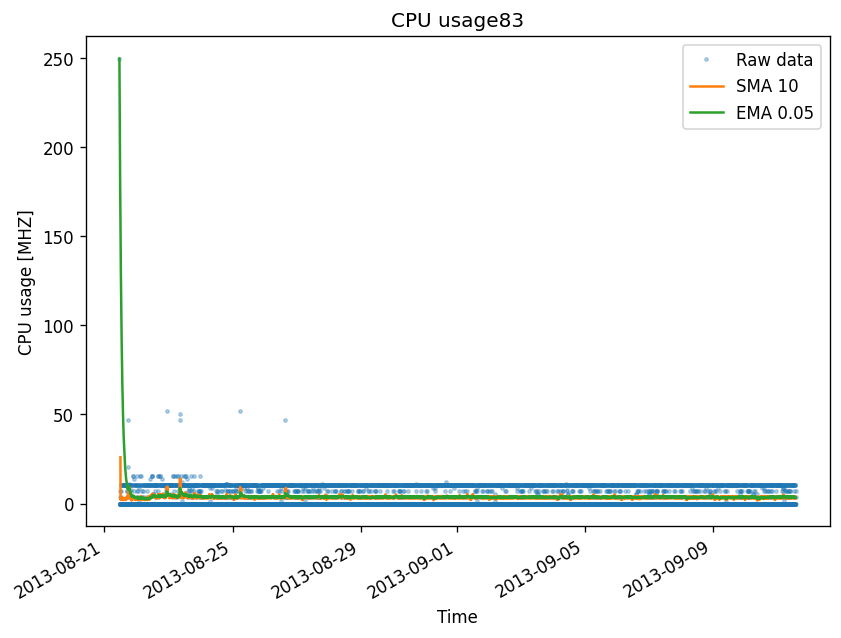 CPU usage83
Raw data
SMA 10
EMA 0.05
CPU usage [MHZ]
250
200
150
100
50
0
2013-08-21
2013-08-25
2013-08-29
2013-09-01
2013-09-05
2013-09-09
Time